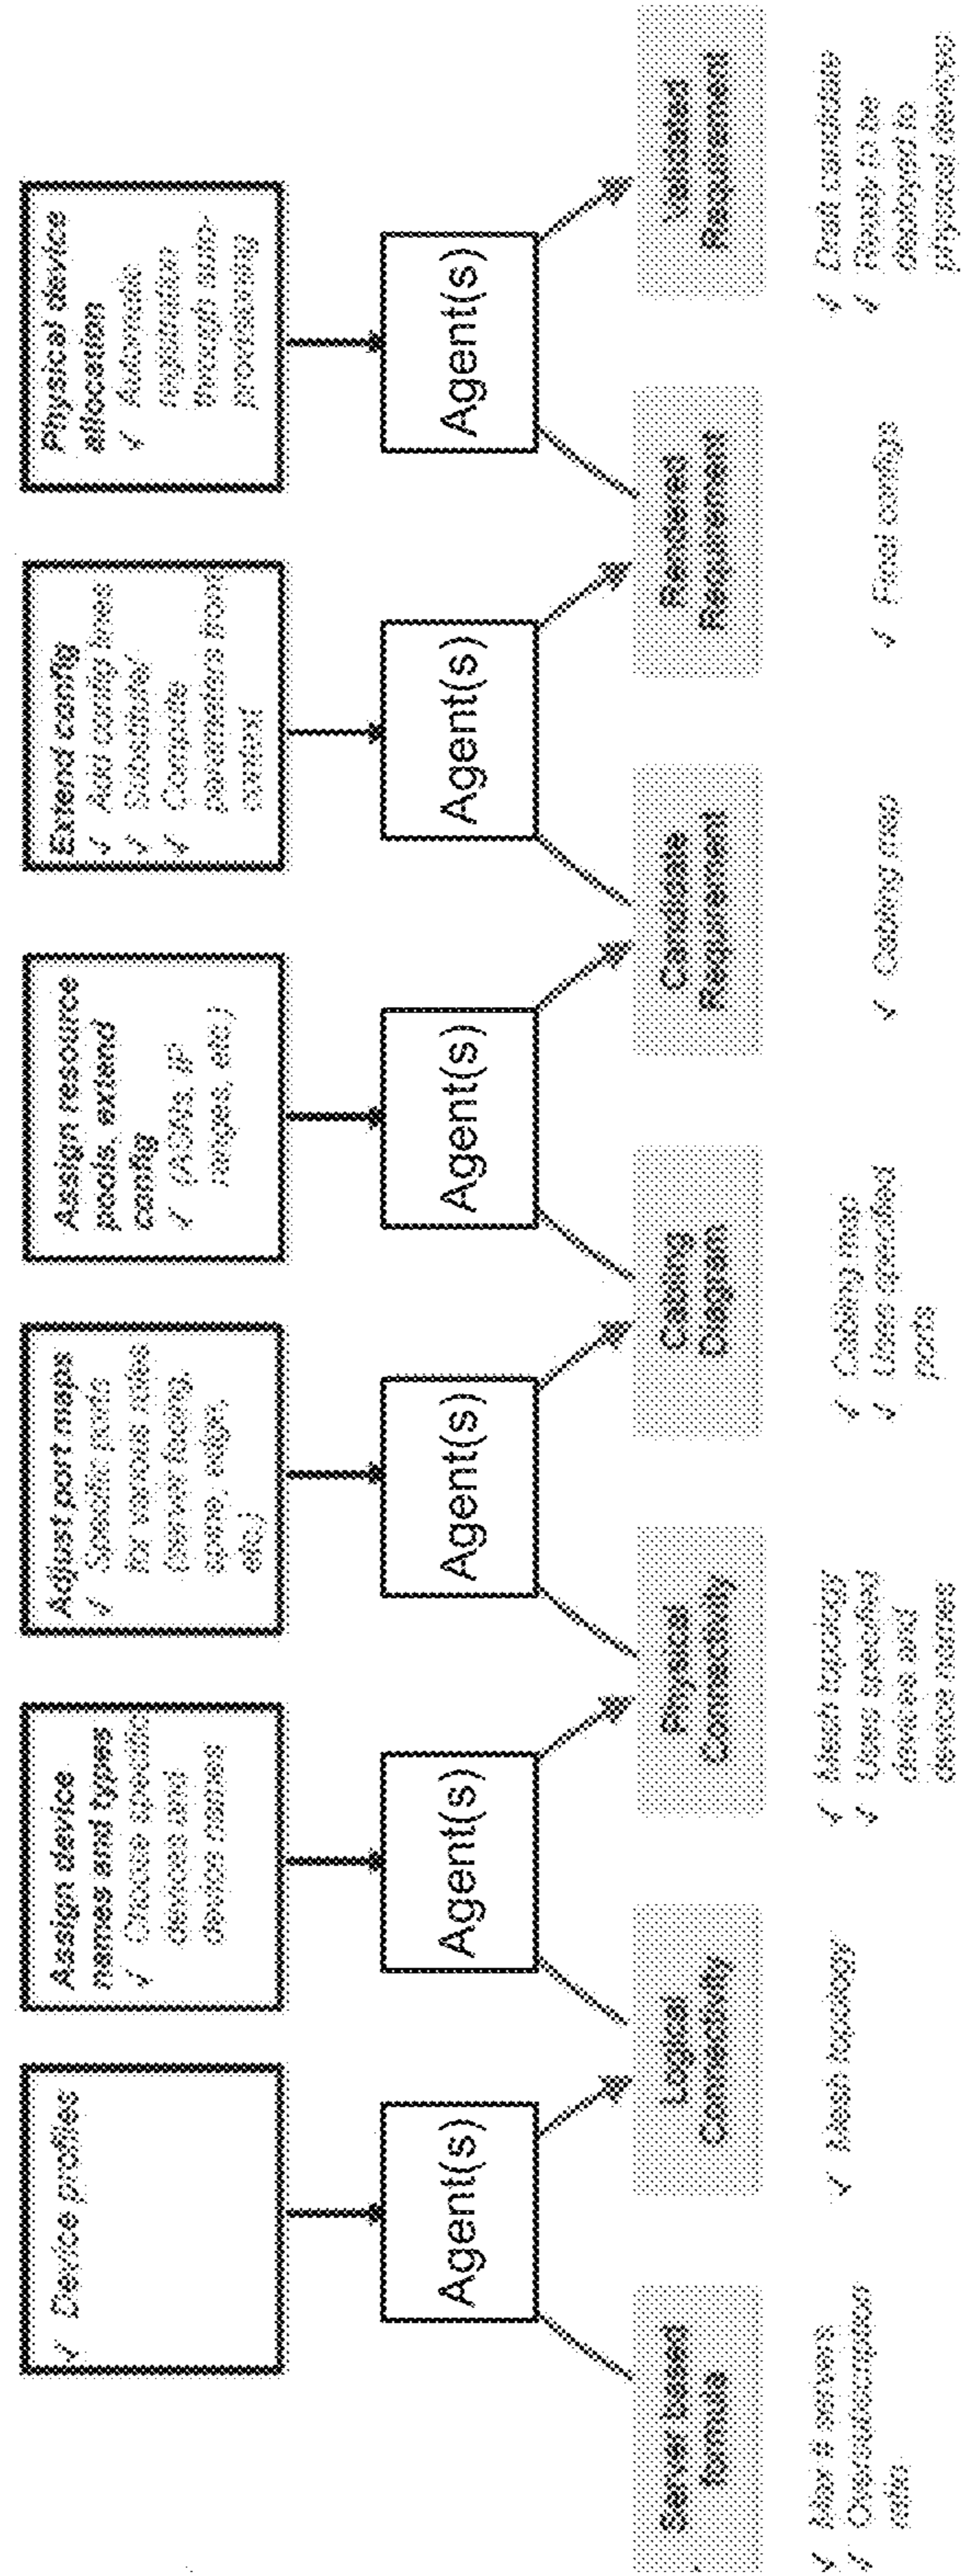 ✓ Device profiles
Assign device
names and types
✓ Choose specific
devices and
device names
Adjust port maps
✓ Specific ports
for various roles
(server facing,
spine, edge,
etc.)
Assign resource
pools, extend
config
✓ (ASNs, IP
ranges, etc.)
Extend config
✓ Add config lines
✓ Substitute/
✓ Compute
parameters from
context
Physical device
allocation
✓ Automatic
registration
through auto-
provisioning
Agent(s)
Agent(s)
Agent(s)
Agent(s)
Agent(s)
Agent(s)
Server based
formula
Logical
Connectivity
Physical
Connectivity
Cabling
Diagram
Candidate
Requirement
Rendered
Requirement
Validated
Requirement
✓ Max # servers
✓ Oversubscription
ratio
✓ Mesh topology
✓ Mesh topology
✓ Uses specified
devices and
device names
✓ Cabling map
✓ Uses specified
ports
✓ Cabling map
✓ Final configs
✓ Draft candidate
✓ Ready to be
deployed to
physical devices